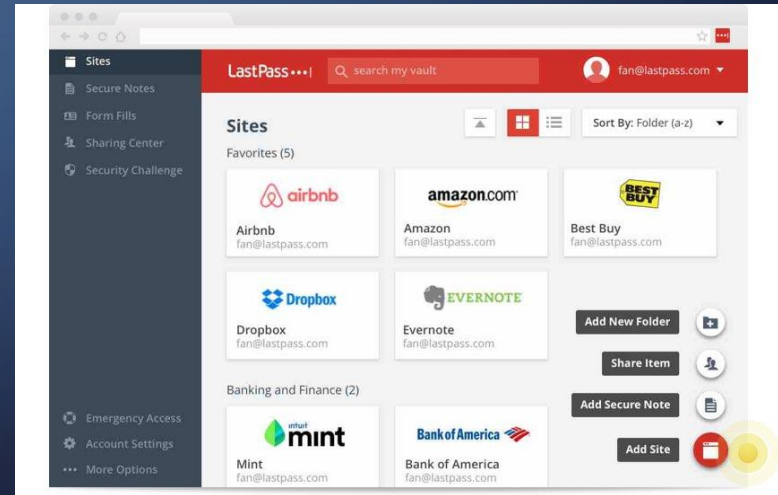 Sites
Secure Notes
Form Fills
Sharing Center
Security Challenge
Emergency Access
Account Settings
More Options
LastPass
search my vault
fan@lastpass.com
Sites
Sort By: Folder (a-z)
Favorites (5)
airbnb
Airbnb
fan@lastpass.com
amazon.com
Amazon
fan@lastpass.com
BEST BUY
Best Buy
fan@lastpass.com
Dropbox
Dropbox
fan@lastpass.com
EVERNOTE
Evernote
fan@lastpass.com
Banking and Finance (2)
intuit
mint
Mint
fan@lastpass.com
Bank of America
Bank of America
fan@lastpass.com
Add New Folder
Share Item
Add Secure Note
Add Site